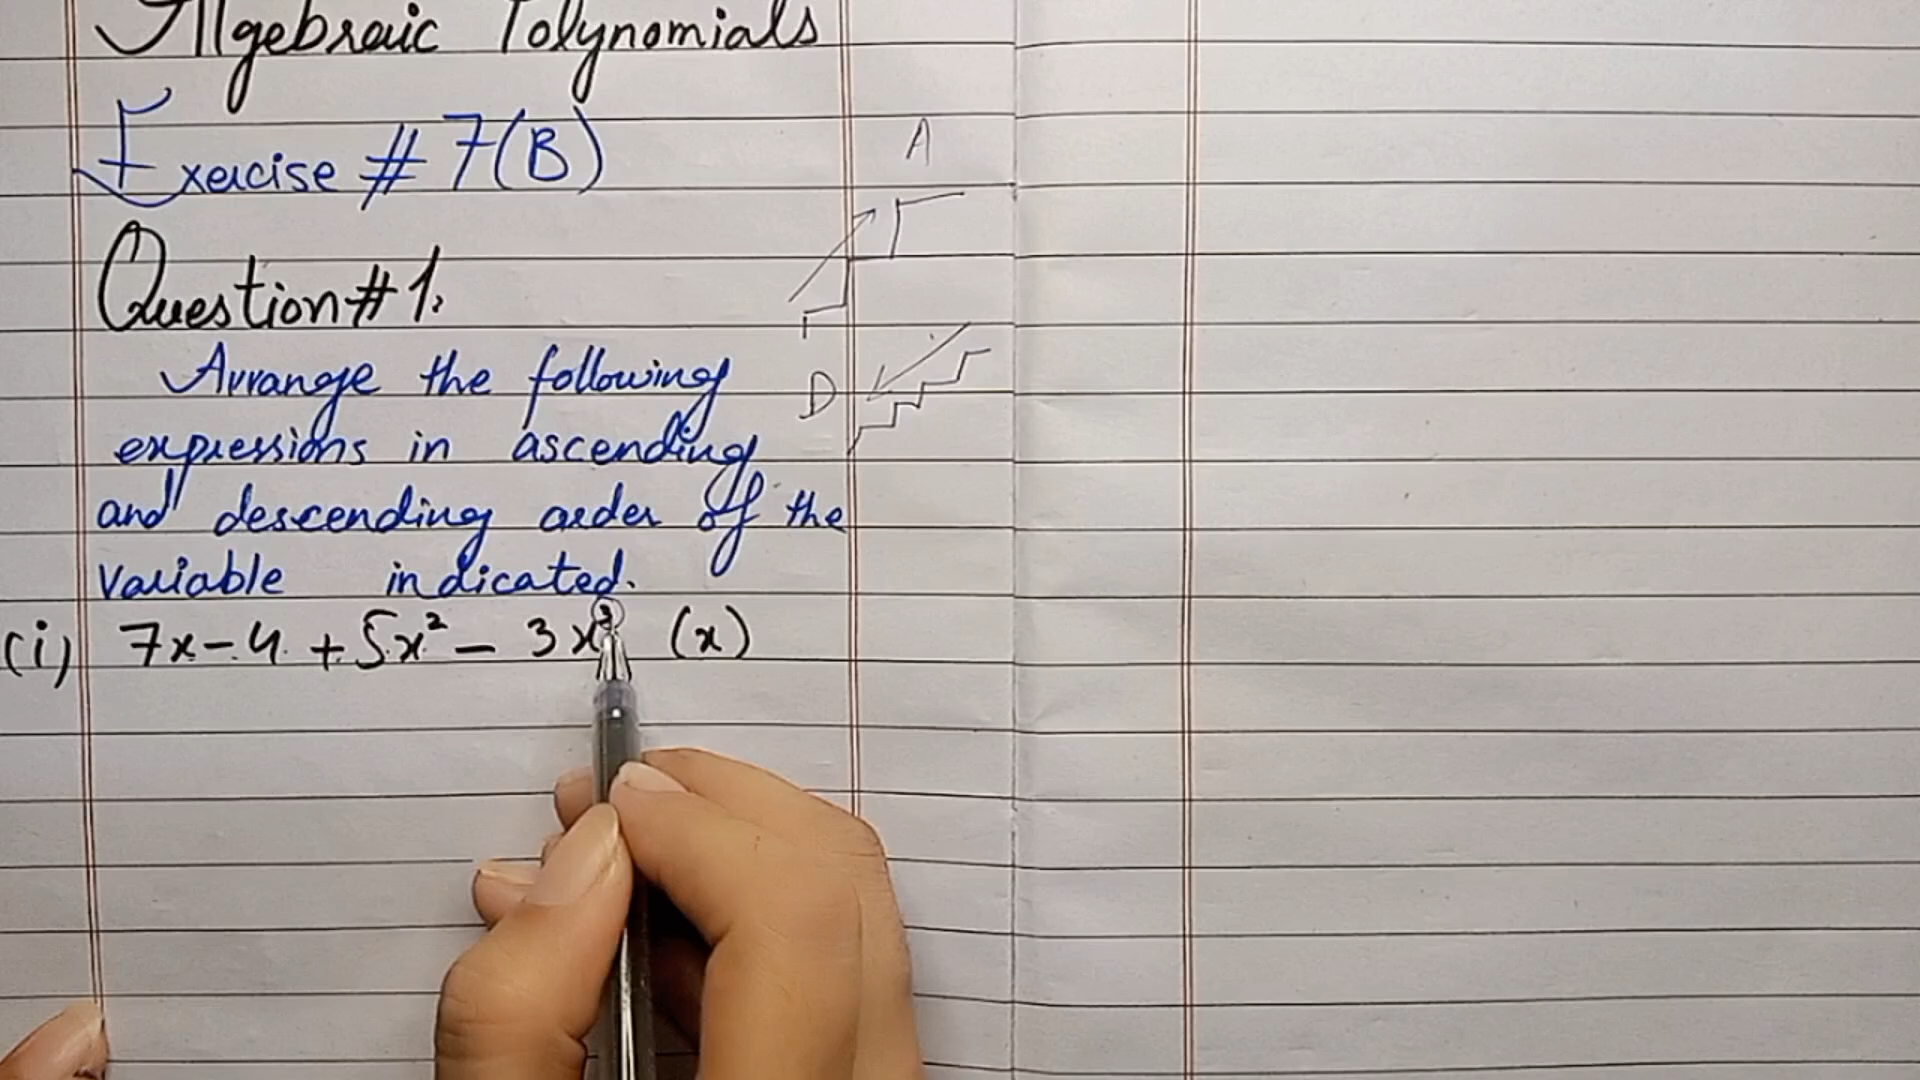 Algebraic Polynomials
Exercise # 7(B)
A
Question # 1:
Arrange the following
D
expressions in ascending
and descending order of the
variable indicated.
(i) 7x - 4 + 5x² - 3x³ (x)